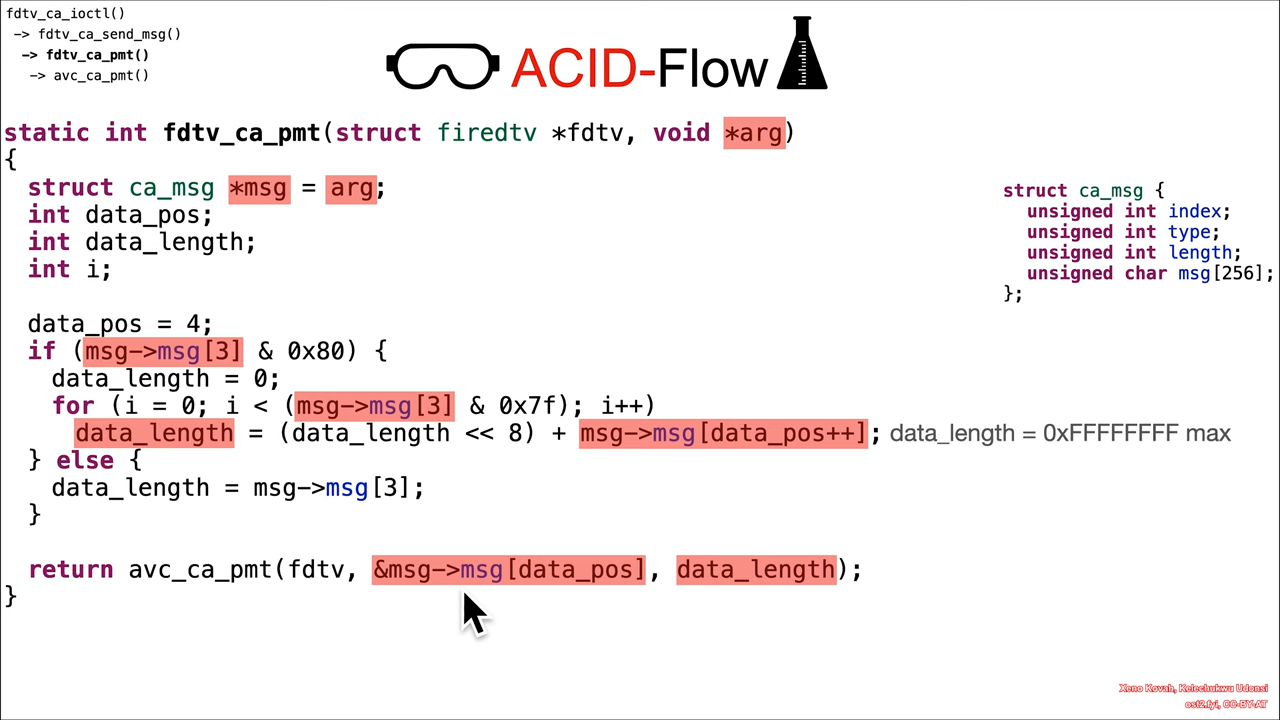 fdtv_ca_ioctl()
-> fdtv_ca_send_msg()
-> fdtv_ca_pmt()
-> avc_ca_pmt()
ACID-Flow
static int fdtv_ca_pmt(struct firedtv *fdtv, void *arg)
{
struct ca_msg *msg = arg;
int data_pos;
int data_length;
int i;
data_pos = 4;
if (msg->msg[3] & 0x80) {
data_length = 0;
for (i = 0; i < (msg->msg[3] & 0x7f); i++)
data_length = (data_length << 8) + msg->msg[data_pos++]; data_length = 0xFFFFFFFF max
} else {
data_length = msg->msg[3];
}
return avc_ca_pmt(fdtv, &msg->msg[data_pos], data_length);
}
struct ca_msg {
unsigned int index;
unsigned int type;
unsigned int length;
unsigned char msg[256];
};
Xeno Kovah, Kelechukwu Udonsi
ost2.fyi, CC-BY-AT